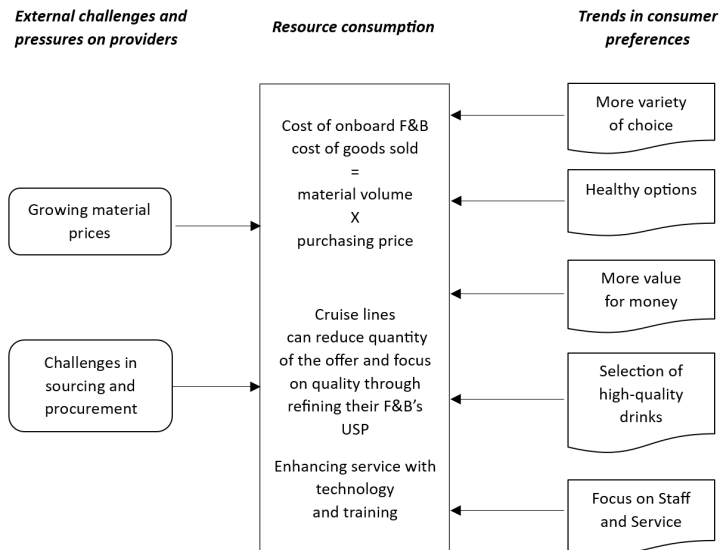 External challenges and
pressures on providers
Resource consumption
Trends in consumer
preferences
Growing material
prices
Challenges in
sourcing and
procurement
Cost of onboard F&B
cost of goods sold
=
material volume
X
purchasing price
Cruise lines
can reduce quantity
of the offer and focus
on quality through
refining their F&B's
USP
Enhancing service with
technology
and training
More variety
of choice
Healthy options
More value
for money
Selection of
high-quality
drinks
Focus on Staff
and Service